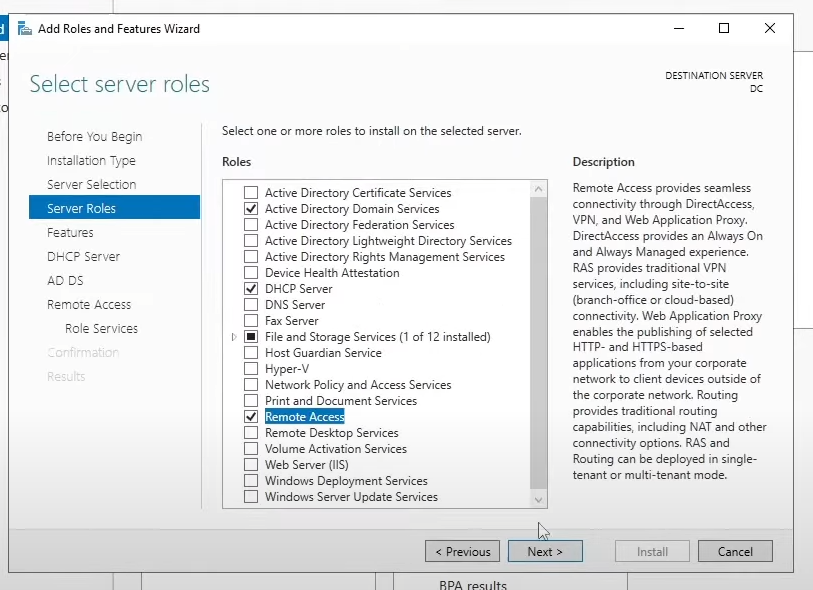 Add Roles and Features Wizard
Select server roles
DESTINATION SERVER
DC
Before You Begin
Installation Type
Server Selection
Server Roles
Features
DHCP Server
AD DS
Remote Access
Role Services
Confirmation
Results
Select one or more roles to install on the selected server.
Roles
Active Directory Certificate Services
Active Directory Domain Services
Active Directory Federation Services
Active Directory Lightweight Directory Services
Active Directory Rights Management Services
Device Health Attestation
DHCP Server
DNS Server
Fax Server
File and Storage Services (1 of 12 installed)
Host Guardian Service
Hyper-V
Network Policy and Access Services
Print and Document Services
Remote Access
Remote Desktop Services
Volume Activation Services
Web Server (IIS)
Windows Deployment Services
Windows Server Update Services
Description
Remote Access provides seamless
connectivity through DirectAccess,
VPN, and Web Application Proxy.
DirectAccess provides an Always On
and Always Managed experience.
RAS provides traditional VPN
services, including site-to-site
(branch-office or cloud-based)
connectivity. Web Application Proxy
enables the publishing of selected
HTTP- and HTTPS-based
applications from your corporate
network to client devices outside of
the corporate network. Routing
provides traditional routing
capabilities, including NAT and other
connectivity options. RAS and
Routing can be deployed in single-
tenant or multi-tenant mode.
< Previous
Next >
Install
Cancel
BPA results